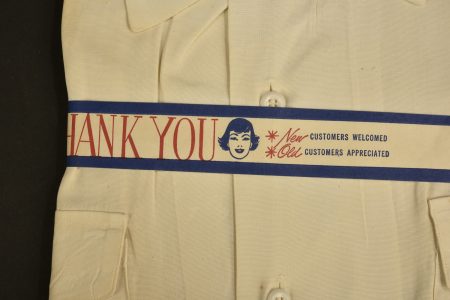 HANK YOU
*New CUSTOMERS WELCOMED
*Old CUSTOMERS APPRECIATED